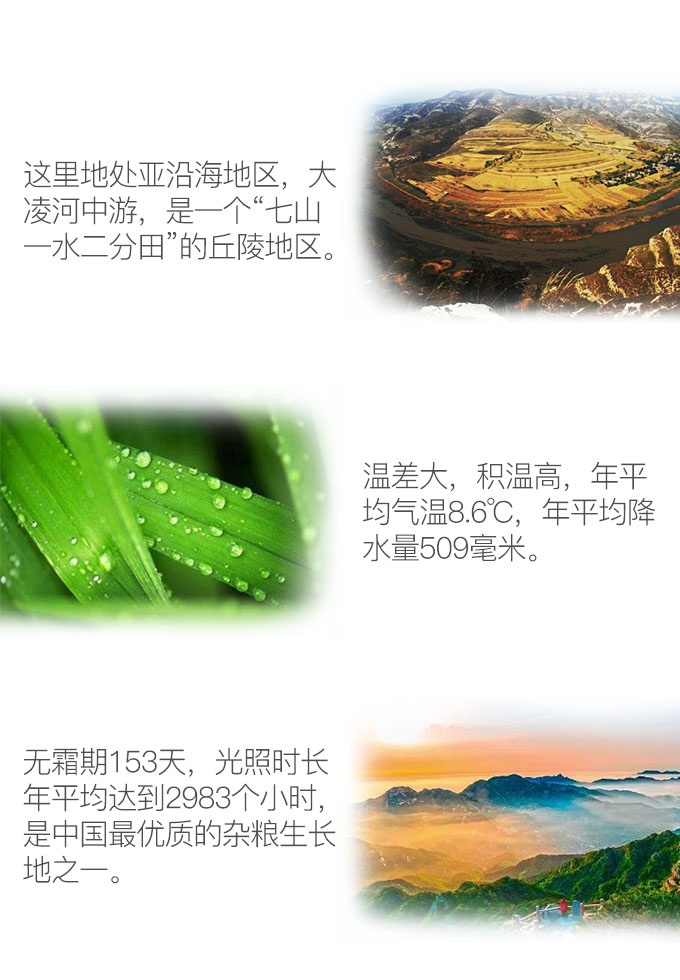 这里地处亚沿海地区，大
凌河中游，是一个“七山
一水二分田”的丘陵地区。
温差大，积温高，年平
均气温8.6℃，年平均降
水量509毫米。
无霜期153天，光照时长
年平均达到2983个小时，
是中国最优质的杂粮生长
地之一。